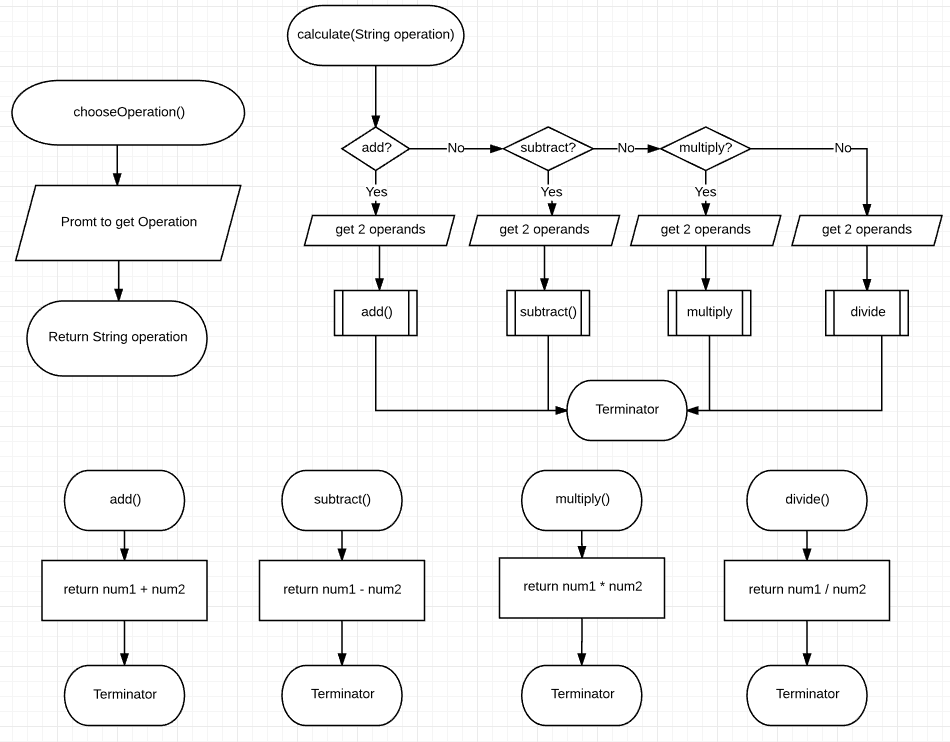 calculate(String operation)
chooseOperation()
add?
No
subtract?
No
multiply?
No
Yes
Yes
Yes
Promt to get Operation
get 2 operands
get 2 operands
get 2 operands
get 2 operands
add()
subtract()
multiply
divide
Return String operation
Terminator
add()
subtract()
multiply()
divide()
return num1 + num2
return num1 - num2
return num1 * num2
return num1 / num2
Terminator
Terminator
Terminator
Terminator